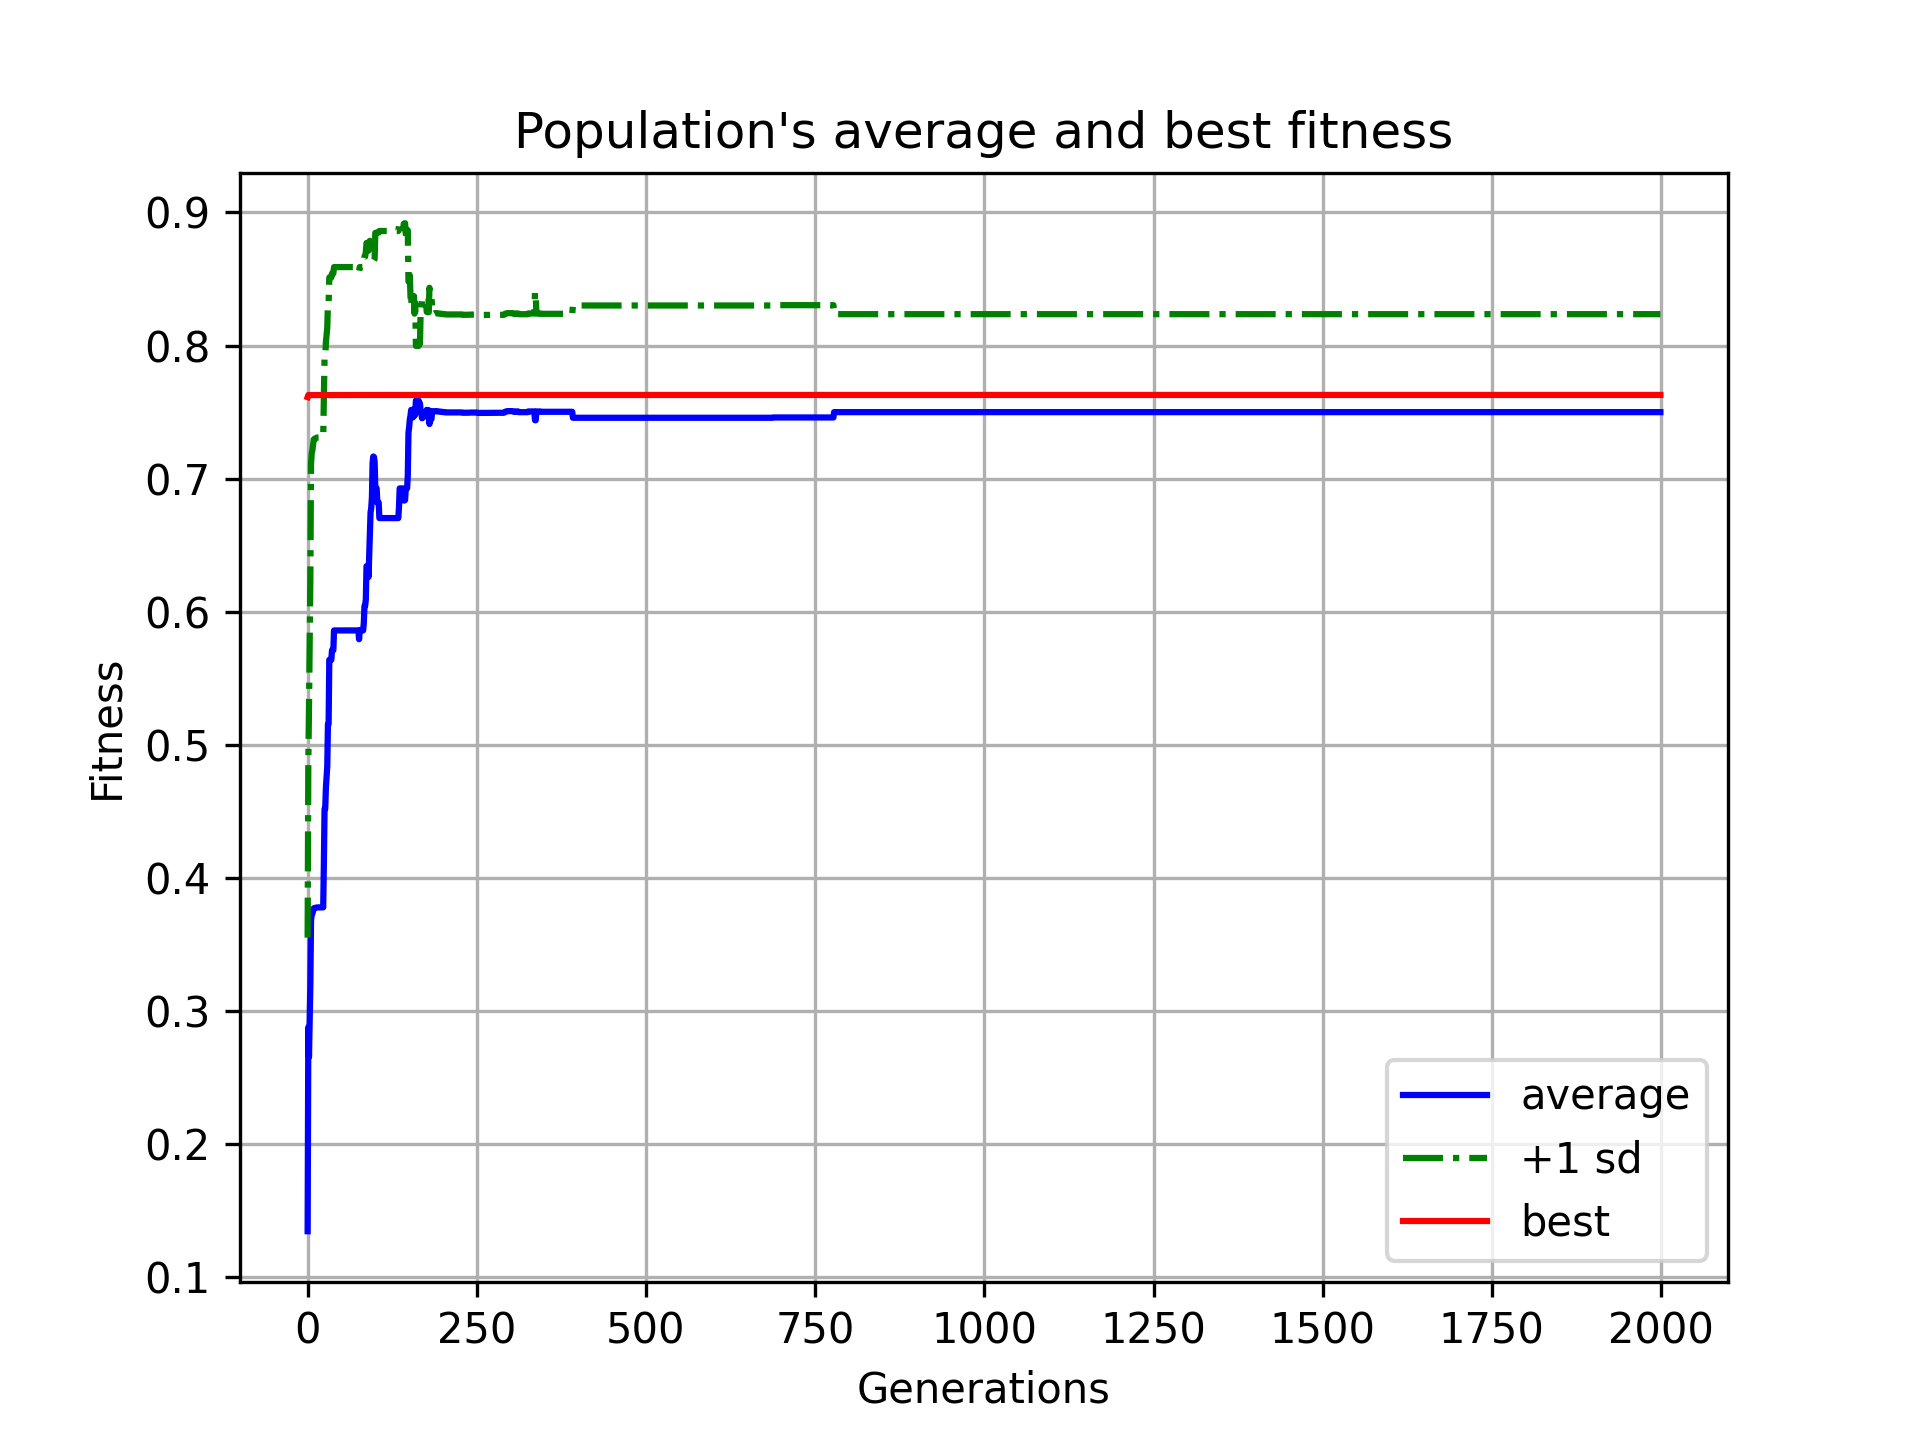 Population's average and best fitness
0.9
0.8
0.7
0.6
0.5
0.4
0.3
0.2
0.1
Fitness
average
+1 sd
best
0 250 500 750 1000 1250 1500 1750 2000
Generations